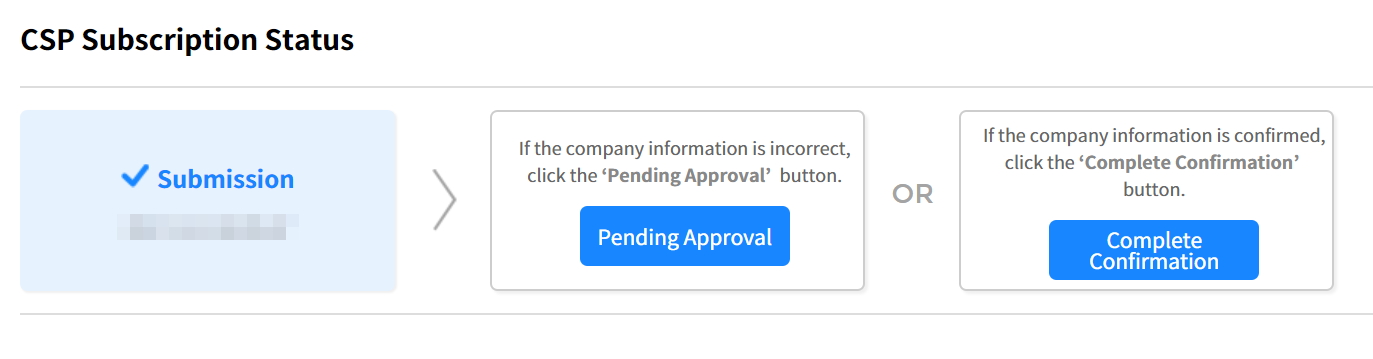 CSP Subscription Status
Submission
If the company information is incorrect,
click the ‘Pending Approval’ button.
Pending Approval
OR
If the company information is confirmed,
click the ‘Complete Confirmation’
button.
Complete
Confirmation